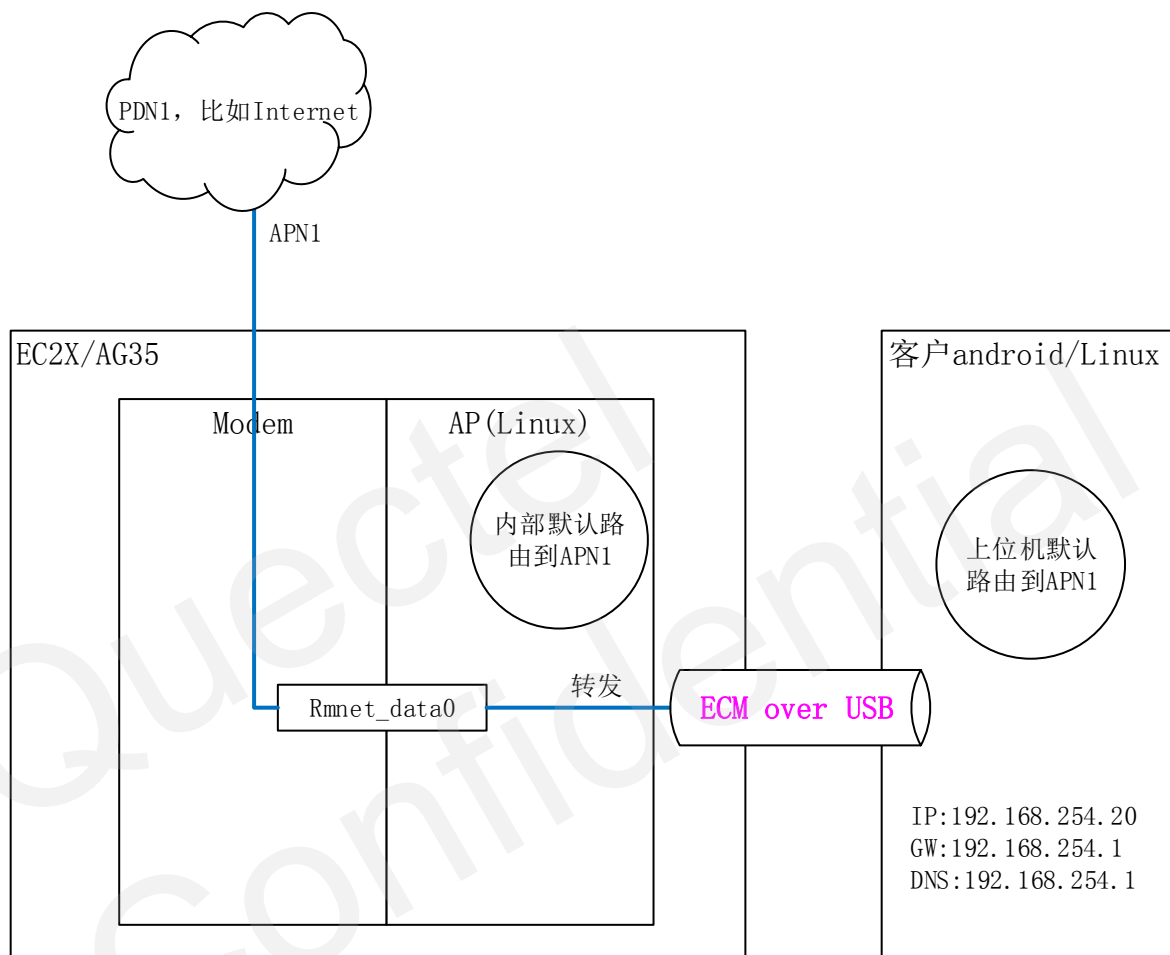 PDN1，比如Internet
APN1
EC2X/AG35
客户android/Linux
Modem
AP(Linux)
内部默认路
由到APN1
上位机默认
路由到APN1
Rmnet_data0
转发
ECM over USB
IP:192.168.254.20
GW:192.168.254.1
DNS:192.168.254.1
Quectel
Confidential